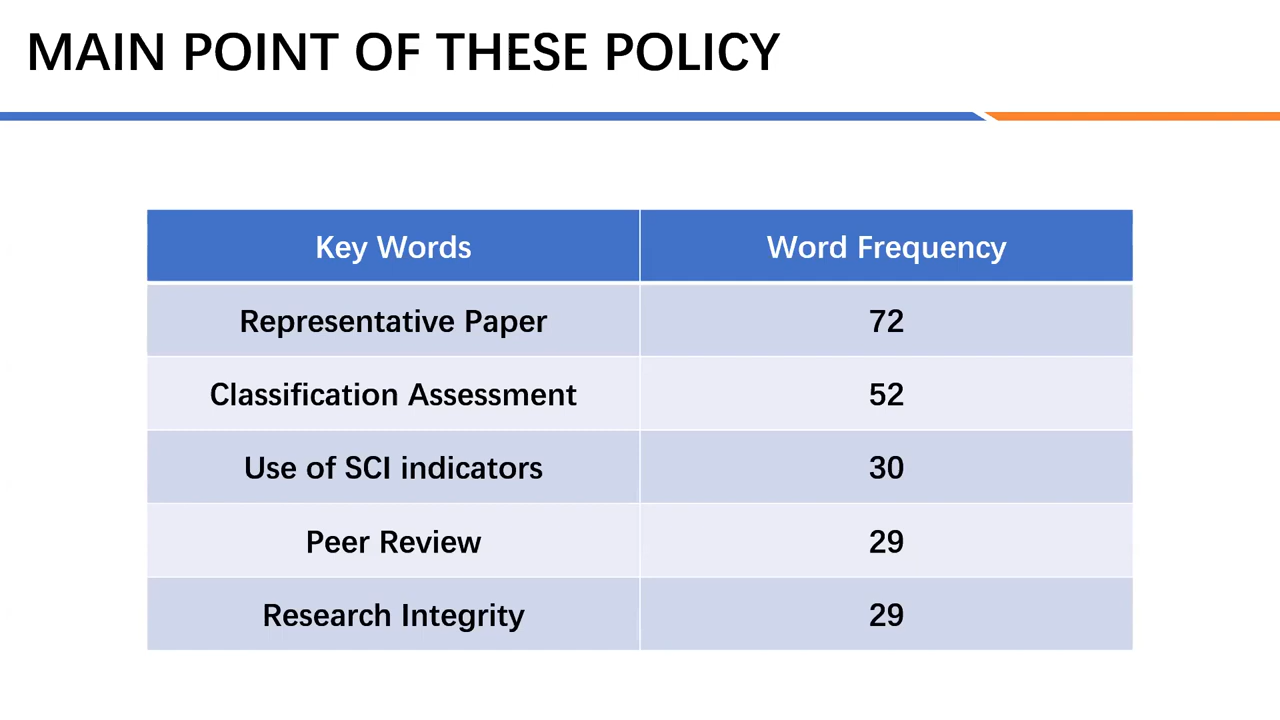 MAIN POINT OF THESE POLICY
Key Words Word Frequency
Representative Paper 72
Classification Assessment 52
Use of SCI indicators 30
Peer Review 29
Research Integrity 29